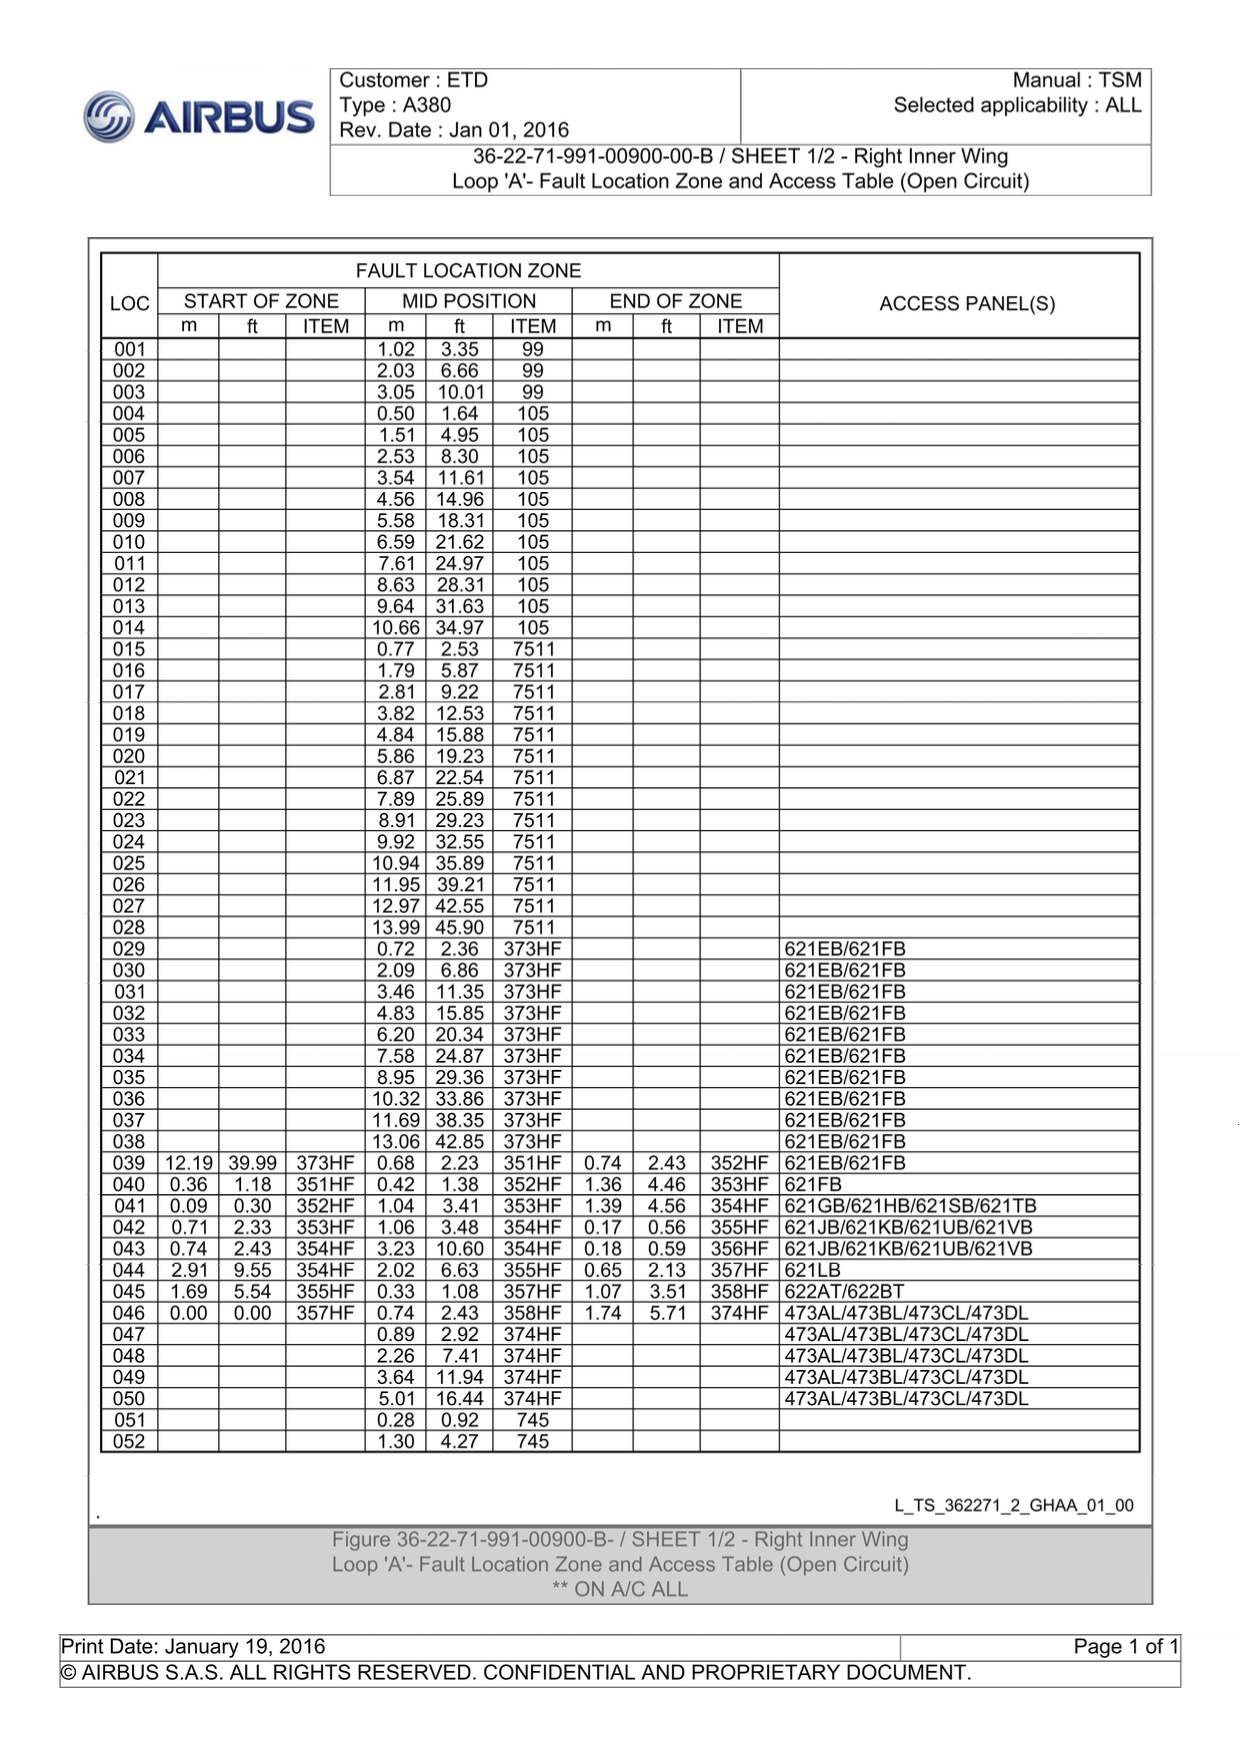 AIRBUS
Customer : ETD
Type : A380
Rev. Date : Jan 01, 2016
Manual : TSM
Selected applicability : ALL
36-22-71-991-00900-00-B / SHEET 1/2 - Right Inner Wing
Loop 'A'- Fault Location Zone and Access Table (Open Circuit)
FAULT LOCATION ZONE
LOC START OF ZONE MID POSITION END OF ZONE ACCESS PANEL(S)
m ft ITEM m ft ITEM m ft ITEM
001 1.02 3.35 99
002 2.03 6.66 99
003 3.05 10.01 99
004 0.50 1.64 105
005 1.51 4.95 105
006 2.53 8.30 105
007 3.54 11.61 105
008 4.56 14.96 105
009 5.58 18.31 105
010 6.59 21.62 105
011 7.61 24.97 105
012 8.63 28.31 105
013 9.64 31.63 105
014 10.66 34.97 105
015 0.77 2.53 7511
016 1.79 5.87 7511
017 2.81 9.22 7511
018 3.82 12.53 7511
019 4.84 15.88 7511
020 5.86 19.23 7511
021 6.87 22.54 7511
022 7.89 25.89 7511
023 8.91 29.23 7511
024 9.92 32.55 7511
025 10.94 35.89 7511
026 11.95 39.21 7511
027 12.97 42.55 7511
028 13.99 45.90 7511
029 0.72 2.36 373HF 621EB/621FB
030 2.09 6.86 373HF 621EB/621FB
031 3.46 11.35 373HF 621EB/621FB
032 4.83 15.85 373HF 621EB/621FB
033 6.20 20.34 373HF 621EB/621FB
034 7.58 24.87 373HF 621EB/621FB
035 8.95 29.36 373HF 621EB/621FB
036 10.32 33.86 373HF 621EB/621FB
037 11.69 38.35 373HF 621EB/621FB
038 13.06 42.85 373HF 621EB/621FB
039 12.19 39.99 373HF 0.68 2.23 351HF 0.74 2.43 352HF 621EB/621FB
040 0.36 1.18 351HF 0.42 1.38 352HF 1.36 4.46 353HF 621FB
041 0.09 0.30 352HF 1.04 3.41 353HF 1.39 4.56 354HF 621GB/621HB/621SB/621TB
042 0.71 2.33 353HF 1.06 3.48 354HF 0.17 0.56 355HF 621JB/621KB/621UB/621VB
043 0.74 2.43 354HF 3.23 10.60 354HF 0.18 0.59 356HF 621JB/621KB/621UB/621VB
044 2.91 9.55 354HF 2.02 6.63 355HF 0.65 2.13 357HF 621LB
045 1.69 5.54 355HF 0.33 1.08 357HF 1.07 3.51 358HF 622AT/622BT
046 0.00 0.00 357HF 0.74 2.43 358HF 1.74 5.71 374HF 473AL/473BL/473CL/473DL
047 0.89 2.92 374HF 473AL/473BL/473CL/473DL
048 2.26 7.41 374HF 473AL/473BL/473CL/473DL
049 3.64 11.94 374HF 473AL/473BL/473CL/473DL
050 5.01 16.44 374HF 473AL/473BL/473CL/473DL
051 0.28 0.92 745
052 1.30 4.27 745
L_TS_362271_2_GHAA_01_00
Figure 36-22-71-991-00900-B- / SHEET 1/2 - Right Inner Wing
Loop 'A'- Fault Location Zone and Access Table (Open Circuit)
** ON A/C ALL
Print Date: January 19, 2016
Page 1 of 1
© AIRBUS S.A.S. ALL RIGHTS RESERVED. CONFIDENTIAL AND PROPRIETARY DOCUMENT.